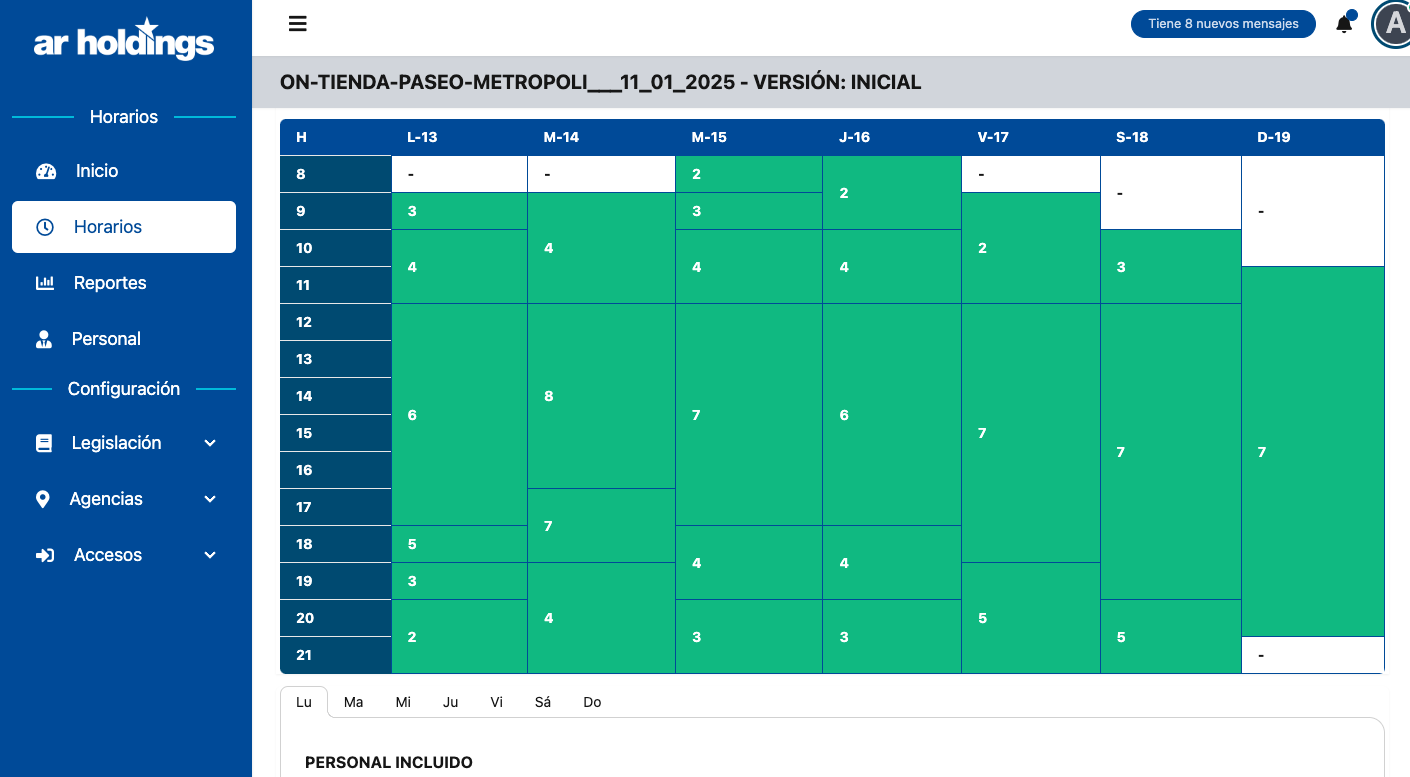 ar holdings
Tiene 8 nuevos mensajes
A
ON-TIENDA-PASEO-METROPOLI___11_01_2025 - VERSIÓN: INICIAL
Horarios
Inicio
Horarios
Reportes
Personal
Configuración
Legislación
Agencias
Accesos
H L-13 M-14 M-15 J-16 V-17 S-18 D-19
8 - - 2 2 - - -
9 3 4 3 2 3
10 4 4 4
11 7
12 6 8 7 6 7 7
13
14
15
16
17 7
18 5 4 4
19 3 4 5
20 2 3 3 5
21 -
Lu Ma Mi Ju Vi Sá Do
PERSONAL INCLUIDO